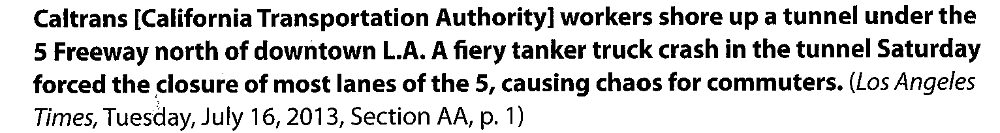 Caltrans [California Transportation Authority] workers shore up a tunnel under the
5 Freeway north of downtown L.A. A fiery tanker truck crash in the tunnel Saturday
forced the closure of most lanes of the 5, causing chaos for commuters. (Los Angeles
Times, Tuesday, July 16, 2013, Section AA, p. 1)